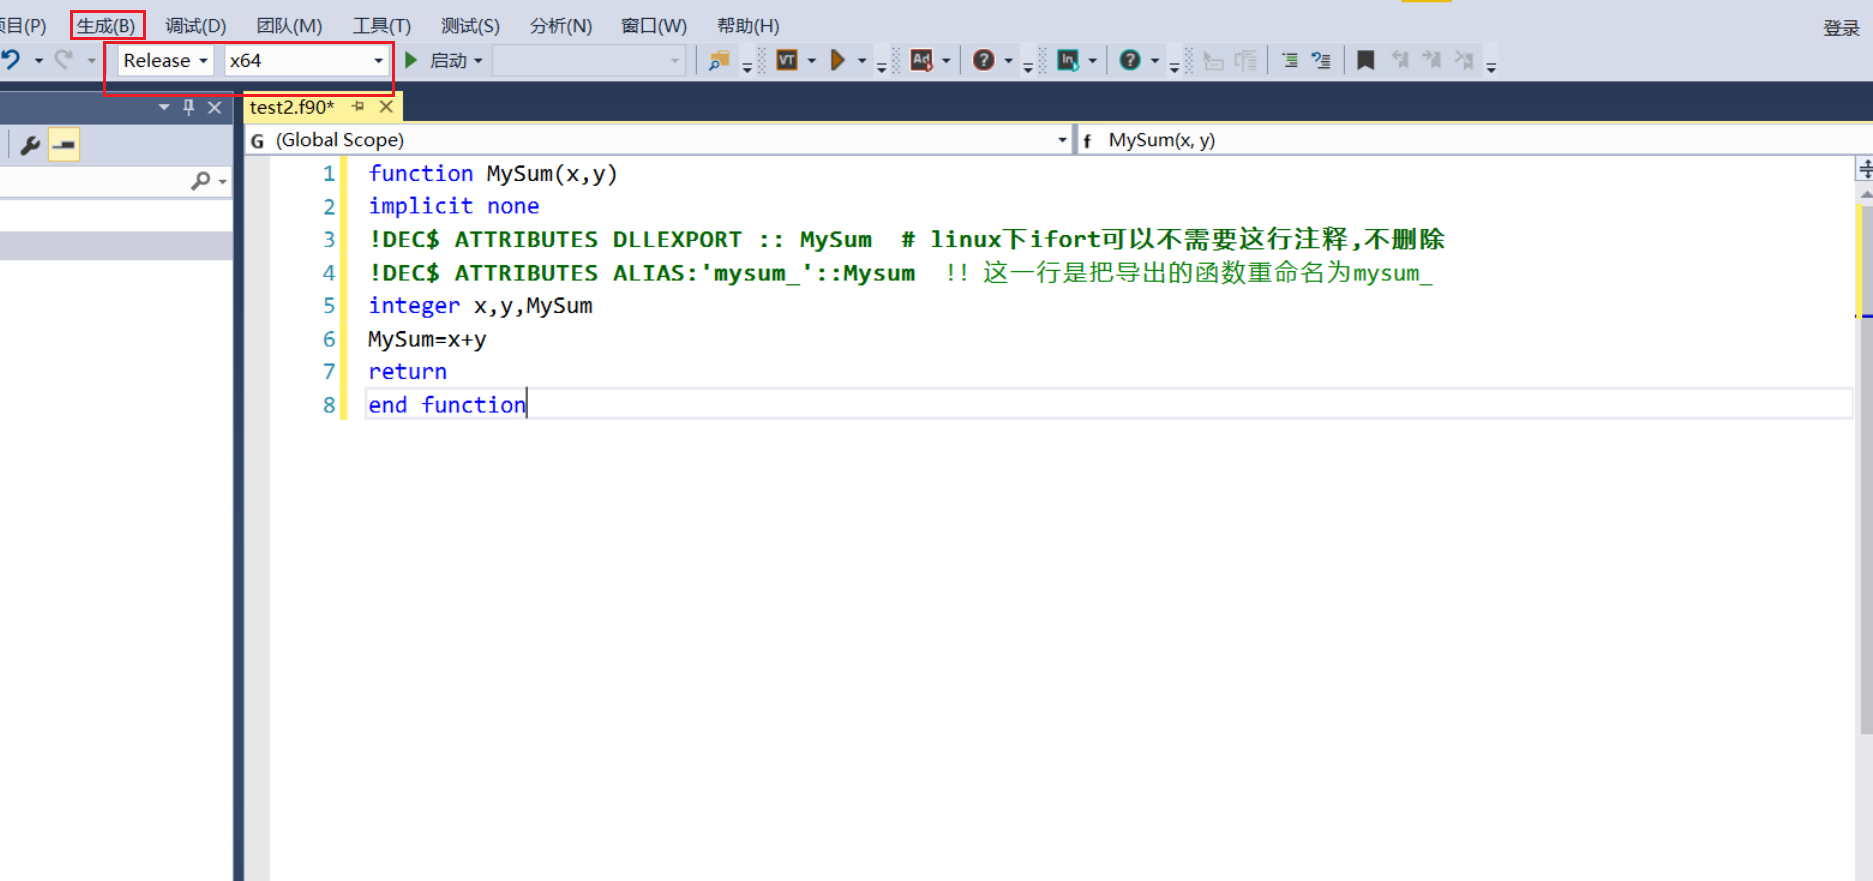 项目(P) 生成(B) 调试(D) 团队(M) 工具(T) 测试(S) 分析(N) 窗口(W) 帮助(H) 登录
Release x64 启动 VT Ad ? In ?
test2.f90*
G (Global Scope) f MySum(x, y)
1 function MySum(x,y)
2 implicit none
3 !DEC$ ATTRIBUTES DLLEXPORT :: MySum # linux下ifort可以不需要这行注释,不删除
4 !DEC$ ATTRIBUTES ALIAS:'mysum_'::Mysum !! 这一行是把导出的函数重命名为mysum_
5 integer x,y,MySum
6 MySum=x+y
7 return
8 end function